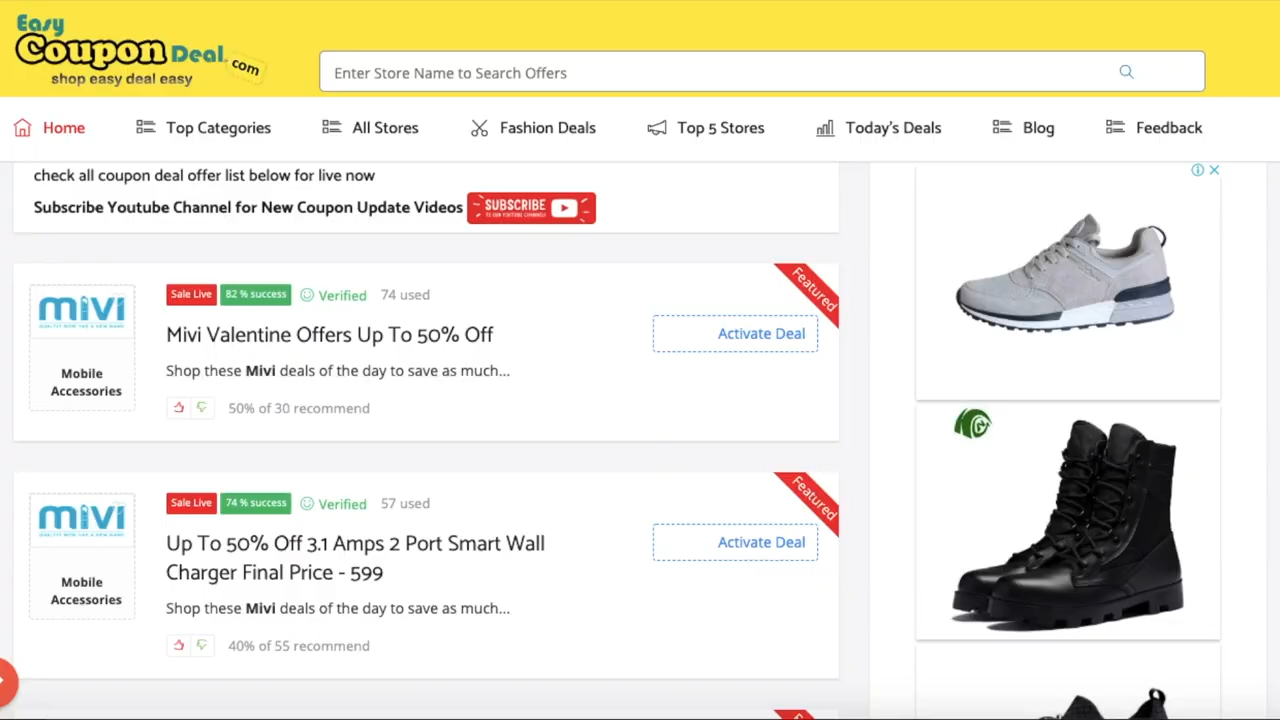 Easy
Coupon Deal.com
shop easy deal easy
Enter Store Name to Search Offers
Home
Top Categories
All Stores
Fashion Deals
Top 5 Stores
Today's Deals
Blog
Feedback
check all coupon deal offer list below for live now
Subscribe Youtube Channel for New Coupon Update Videos
SUBSCRIBE
TO OUR YOUTUBE CHANNEL
Featured
Sale Live
82 % success
Verified
74 used
mivi
Mivi Valentine Offers Up To 50% Off
Activate Deal
Shop these Mivi deals of the day to save as much...
Mobile
Accessories
50% of 30 recommend
Featured
Sale Live
74 % success
Verified
57 used
mivi
Up To 50% Off 3.1 Amps 2 Port Smart Wall
Charger Final Price - 599
Activate Deal
Shop these Mivi deals of the day to save as much...
Mobile
Accessories
40% of 55 recommend